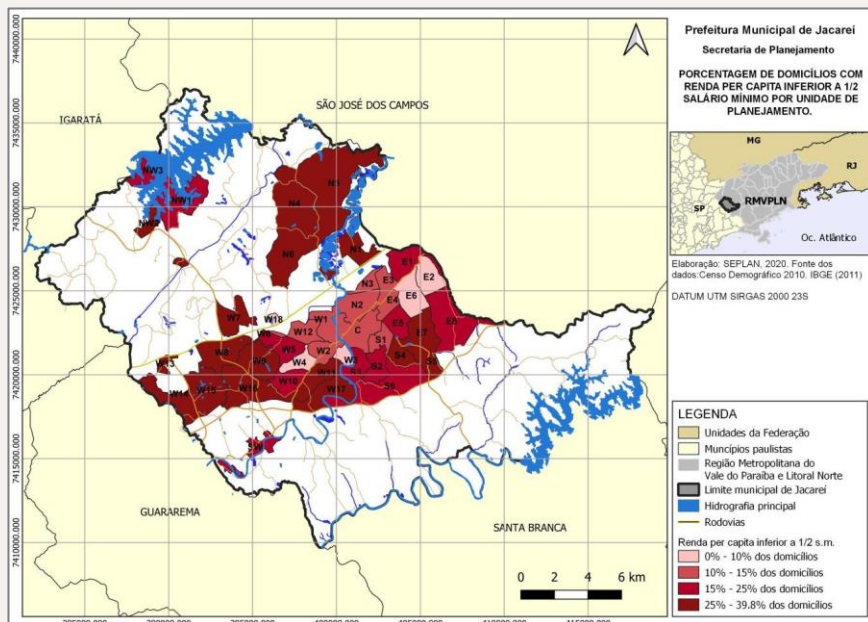 Prefeitura Municipal de Jacareí
Secretaria de Planejamento
PORCENTAGEM DE DOMICÍLIOS COM
RENDA PER CAPITA INFERIOR A 1/2
SALÁRIO MÍNIMO POR UNIDADE DE
PLANEJAMENTO.
MG
RJ
SP
RMVPLN
Oc. Atlântico
Elaboração: SEPLAN, 2020. Fonte dos
dados:Censo Demográfico 2010. IBGE (2011)
DATUM UTM SIRGAS 2000 23S
LEGENDA
Unidades da Federação
Muncípios paulistas
Região Metropolitana do
Vale do Paraíba e Litoral Norte
Limite municipal de Jacareí
Hidrografia principal
Rodovias
Renda per capita inferior a 1/2 s.m.
0% - 10% dos domicílios
10% - 15% dos domicílios
15% - 25% dos domicílios
25% - 39.8% dos domicílios
7440000.000
7435000.000
7430000.000
7425000.000
7420000.000
7415000.000
7410000.000
SÃO JOSÉ DOS CAMPOS
IGARATÁ
GUARAREMA
SANTA BRANCA
NW3
NW1
N4
N5
N6
E1
E2
N3
E3
E4
E6
N2
W1
W18
W7
W12
C
E5
E7
S1
W2
W4
S4
S2
W10
W17
W15
W16
W13
W14
0 2 4 6 km